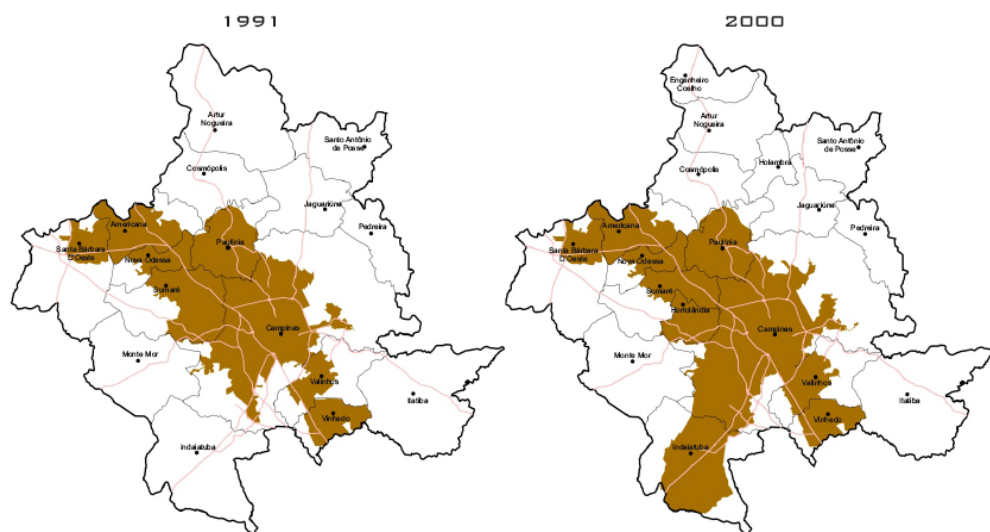 1991
Artur
Nogueira
Santo Antônio
de Posse
Cosmópolis
Jaguariúna
Americana
Pedreira
Santa Bárbara
D'Oeste
Paulínia
Nova Odessa
Sumaré
Campinas
Monte Mor
Valinhos
Itatiba
Vinhedo
Indaiatuba
2000
Engenheiro
Coelho
Artur
Nogueira
Santo Antônio
de Posse
Holambra
Cosmópolis
Jaguariúna
Americana
Pedreira
Santa Bárbara
D'Oeste
Paulínia
Nova Odessa
Sumaré
Hortolândia
Campinas
Monte Mor
Valinhos
Itatiba
Vinhedo
Indaiatuba